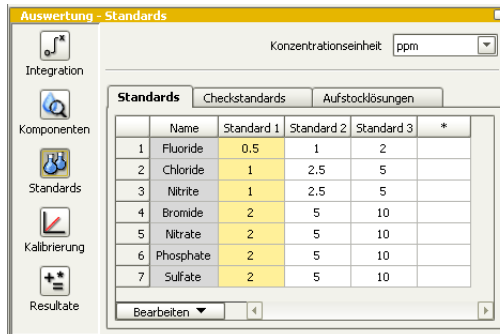 Auswertung - Standards
Konzentrationseinheit ppm
Integration
Komponenten
Standards
Kalibrierung
Resultate
Standards Checkstandards Aufstocklösungen
Name Standard 1 Standard 2 Standard 3 *
1 Fluoride 0.5 1 2
2 Chloride 1 2.5 5
3 Nitrite 1 2.5 5
4 Bromide 2 5 10
5 Nitrate 2 5 10
6 Phosphate 2 5 10
7 Sulfate 2 5 10
Bearbeiten